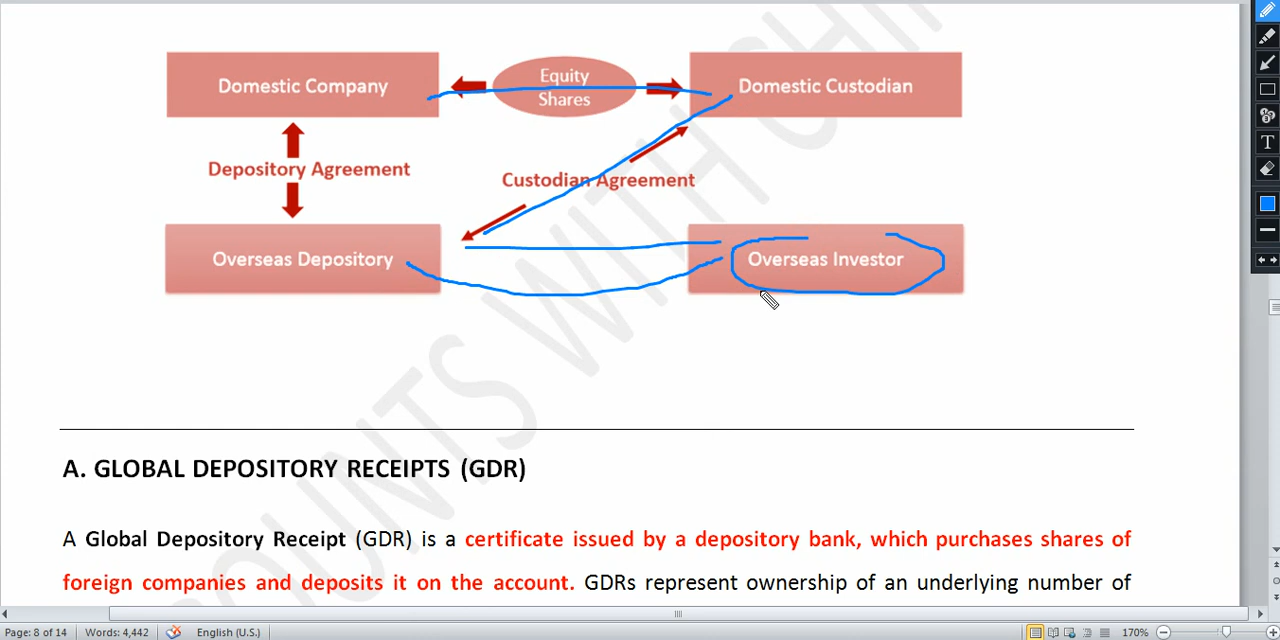 Domestic Company
Equity
Shares
Domestic Custodian
Depository Agreement
Custodian Agreement
Overseas Depository
Overseas Investor
A. GLOBAL DEPOSITORY RECEIPTS (GDR)
A Global Depository Receipt (GDR) is a certificate issued by a depository bank, which purchases shares of
foreign companies and deposits it on the account. GDRs represent ownership of an underlying number of
Page: 8 of 14 Words: 4,442 English (U.S.) 170%